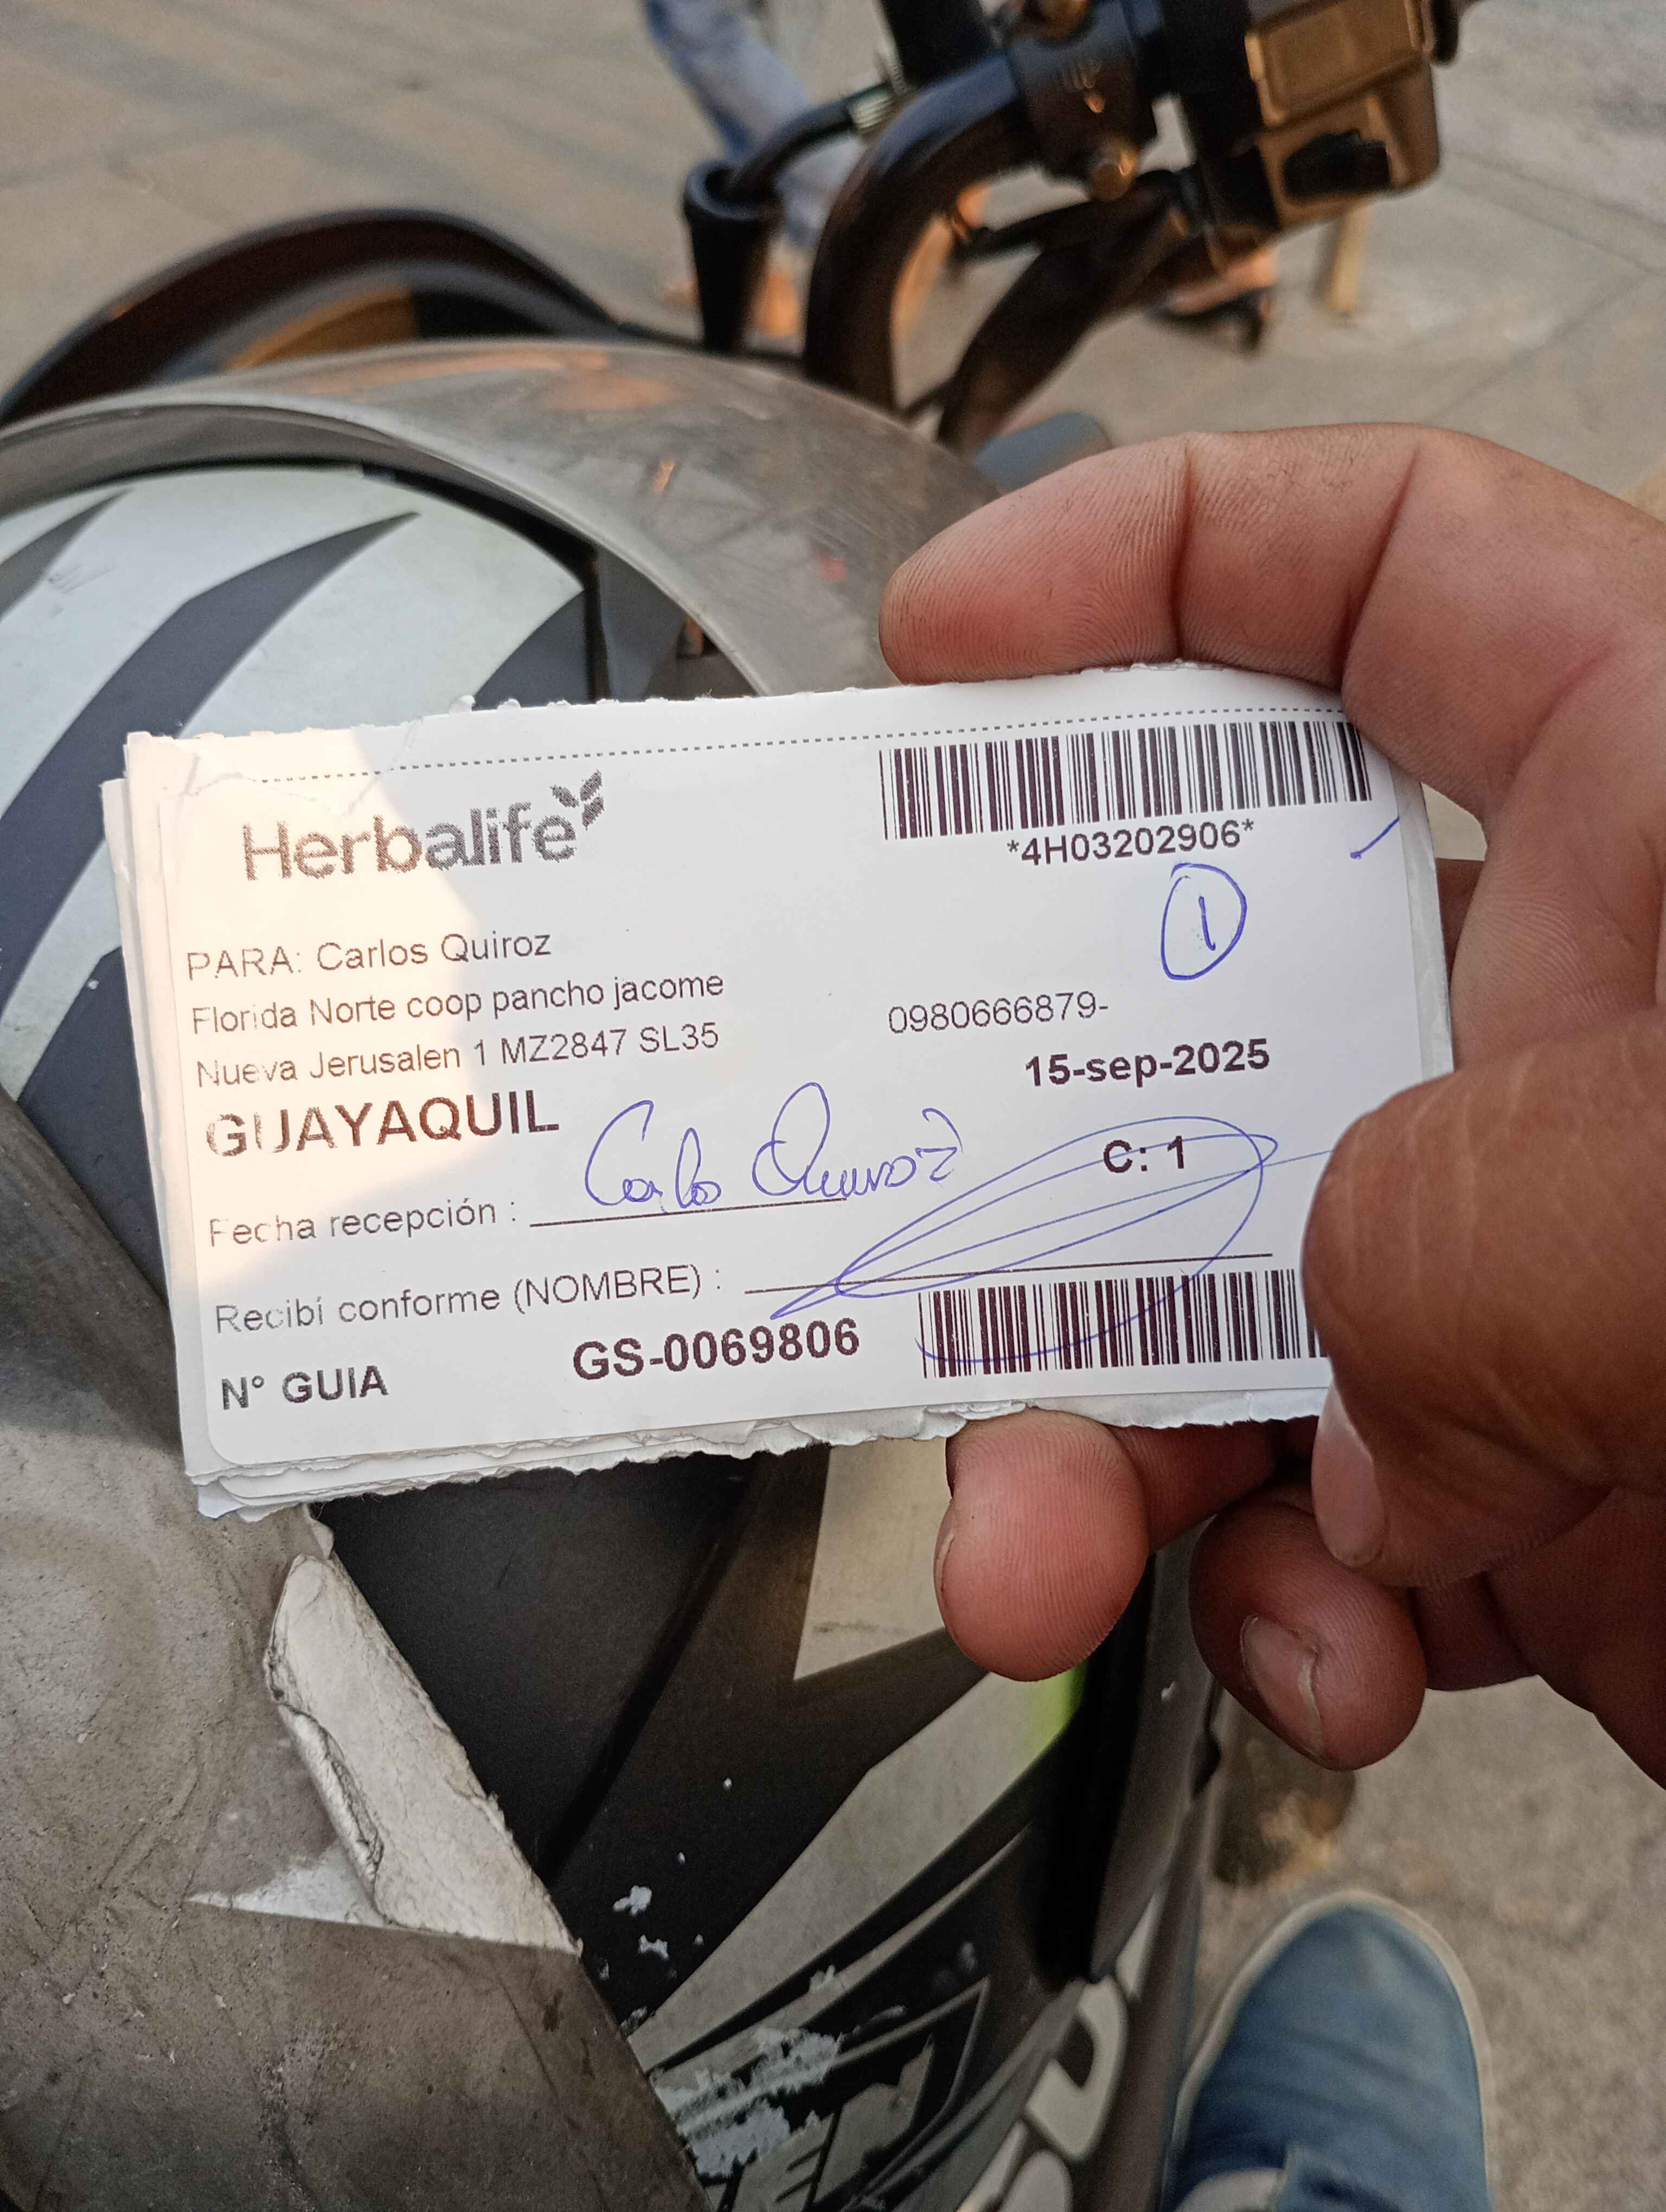 Herbalife
*4H03202906*
1
PARA: Carlos Quiroz
Florida Norte coop pancho jacome
Nueva Jerusalen 1 MZ2847 SL35
0980666879-
GUAYAQUIL
15-sep-2025
C: 1
Fecha recepción : Carlos Quiroz
Recibí conforme (NOMBRE) :
N° GUIA GS-0069806